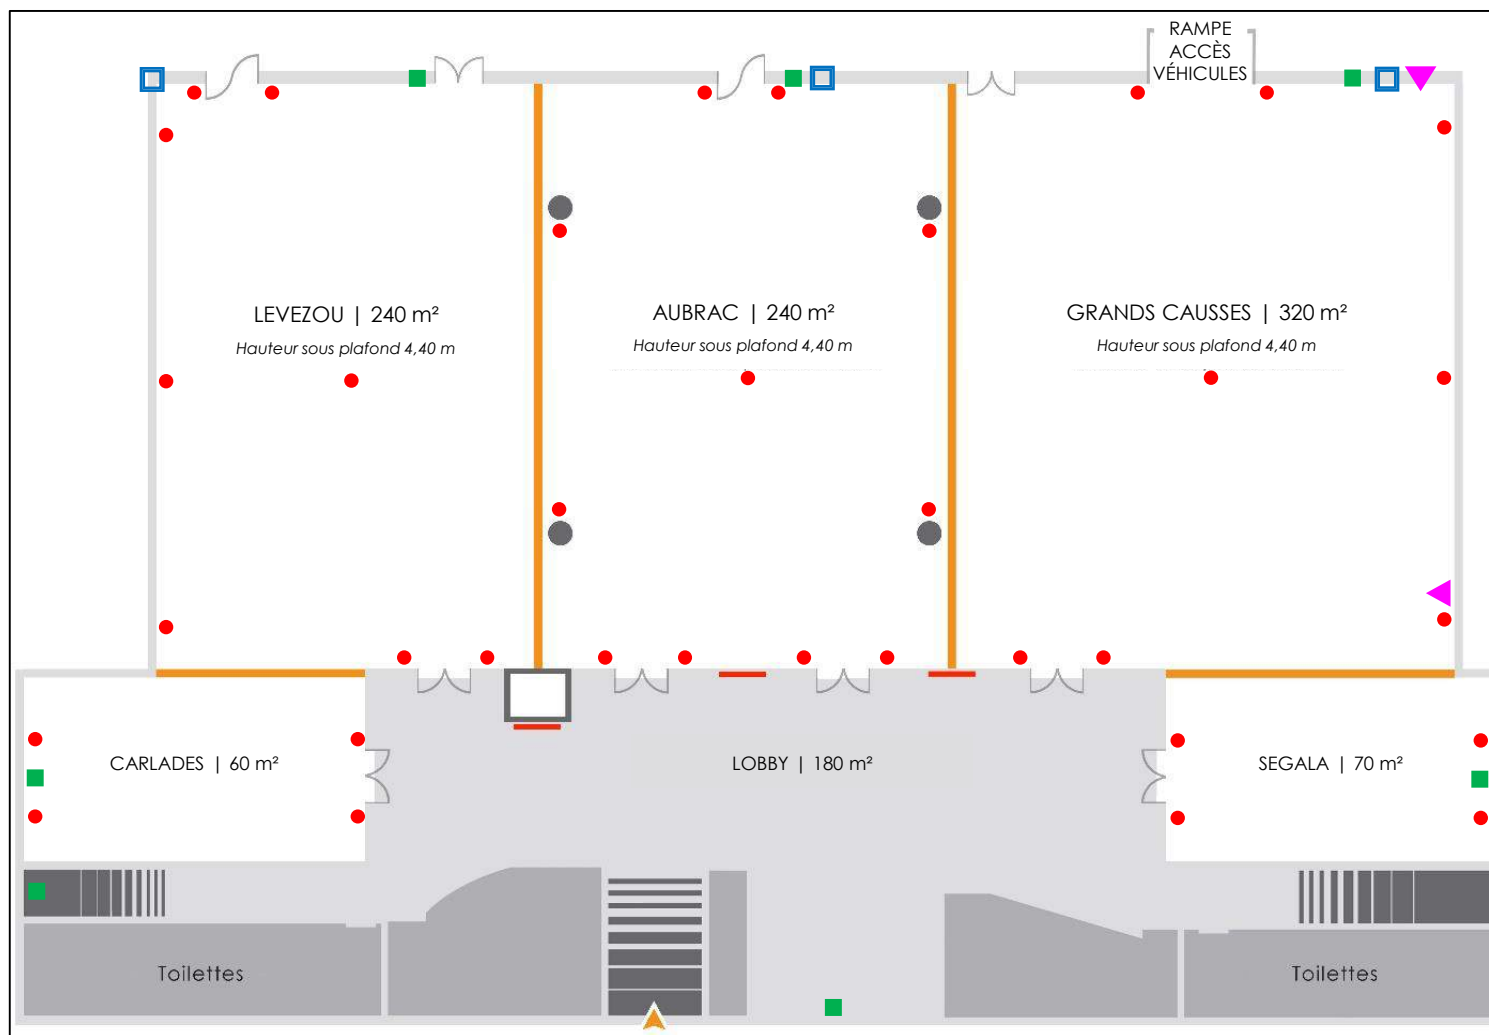 RAMPE
ACCÈS
VÉHICULES
LEVEZOU | 240 m²
Hauteur sous plafond 4,40 m
AUBRAC | 240 m²
Hauteur sous plafond 4,40 m
GRANDS CAUSSES | 320 m²
Hauteur sous plafond 4,40 m
CARLADES | 60 m²
LOBBY | 180 m²
SEGALA | 70 m²
Toilettes
Toilettes